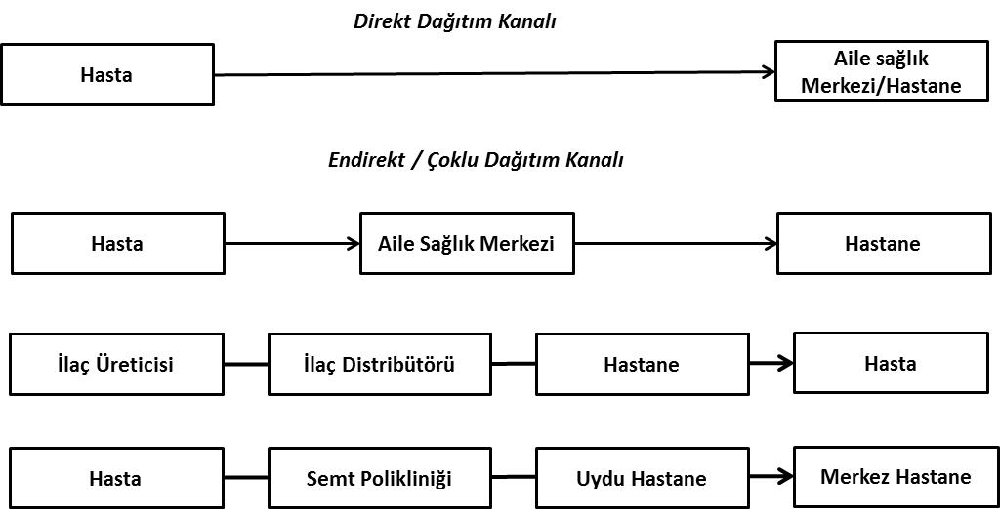 Direkt Dağıtım Kanalı
Hasta
Aile sağlık
Merkezi/Hastane
Endirekt / Çoklu Dağıtım Kanalı
Hasta
Aile Sağlık Merkezi
Hastane
İlaç Üreticisi
İlaç Distribütörü
Hastane
Hasta
Hasta
Semt Polikliniği
Uydu Hastane
Merkez Hastane